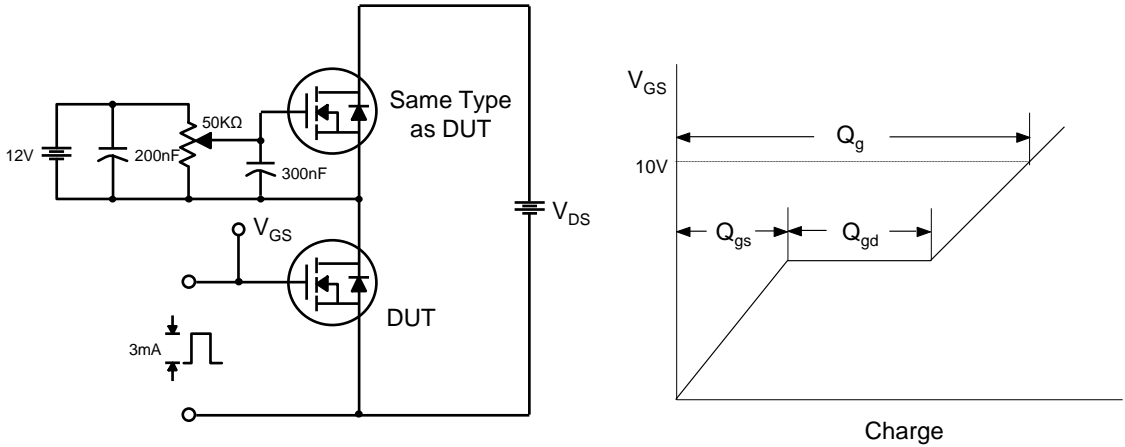 12V
200nF
50KΩ
300nF
Same Type
as DUT
V_DS
V_GS
DUT
3mA
V_GS
10V
Q_g
Q_gs
Q_gd
Charge